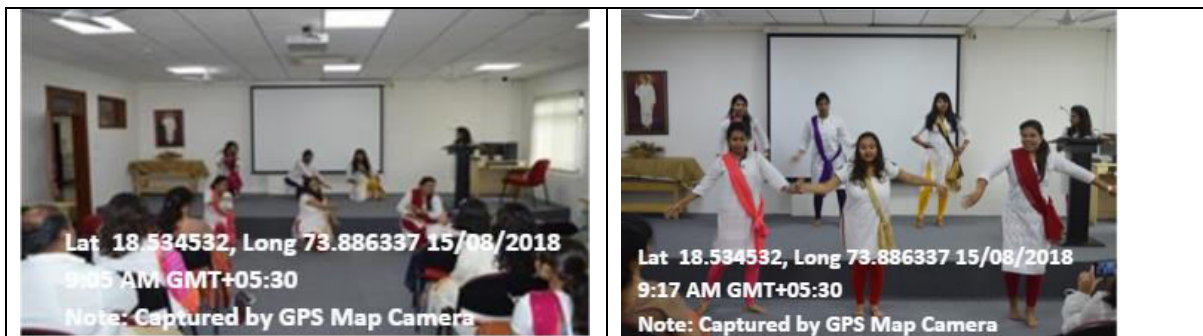 Lat 18.534532, Long 73.886337 15/08/2018
9:05 AM GMT+05:30
Note: Captured by GPS Map Camera
Lat 18.534532, Long 73.886337 15/08/2018
9:17 AM GMT+05:30
Note: Captured by GPS Map Camera